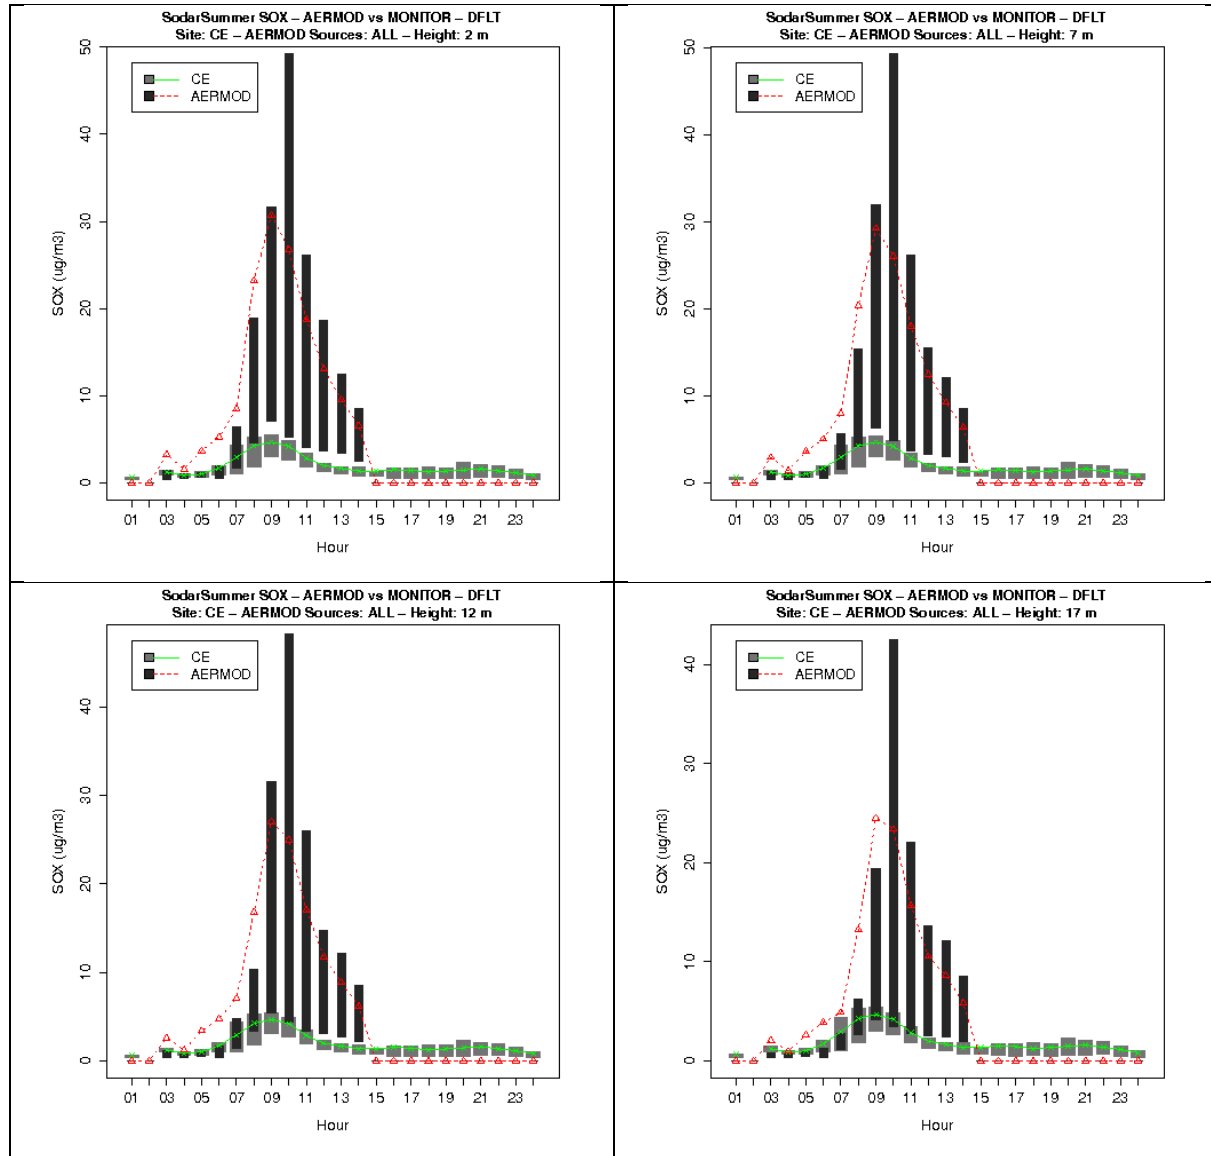 SodarSummer SOX – AERMOD vs MONITOR – DFLT
Site: CE – AERMOD Sources: ALL – Height: 2 m
CE
AERMOD
SOX (ug/m3)
50
40
30
20
10
0
01 03 05 07 09 11 13 15 17 19 21 23
Hour
SodarSummer SOX – AERMOD vs MONITOR – DFLT
Site: CE – AERMOD Sources: ALL – Height: 7 m
CE
AERMOD
SOX (ug/m3)
50
40
30
20
10
0
01 03 05 07 09 11 13 15 17 19 21 23
Hour
SodarSummer SOX – AERMOD vs MONITOR – DFLT
Site: CE – AERMOD Sources: ALL – Height: 12 m
CE
AERMOD
SOX (ug/m3)
40
30
20
10
0
01 03 05 07 09 11 13 15 17 19 21 23
Hour
SodarSummer SOX – AERMOD vs MONITOR – DFLT
Site: CE – AERMOD Sources: ALL – Height: 17 m
CE
AERMOD
SOX (ug/m3)
40
30
20
10
0
01 03 05 07 09 11 13 15 17 19 21 23
Hour